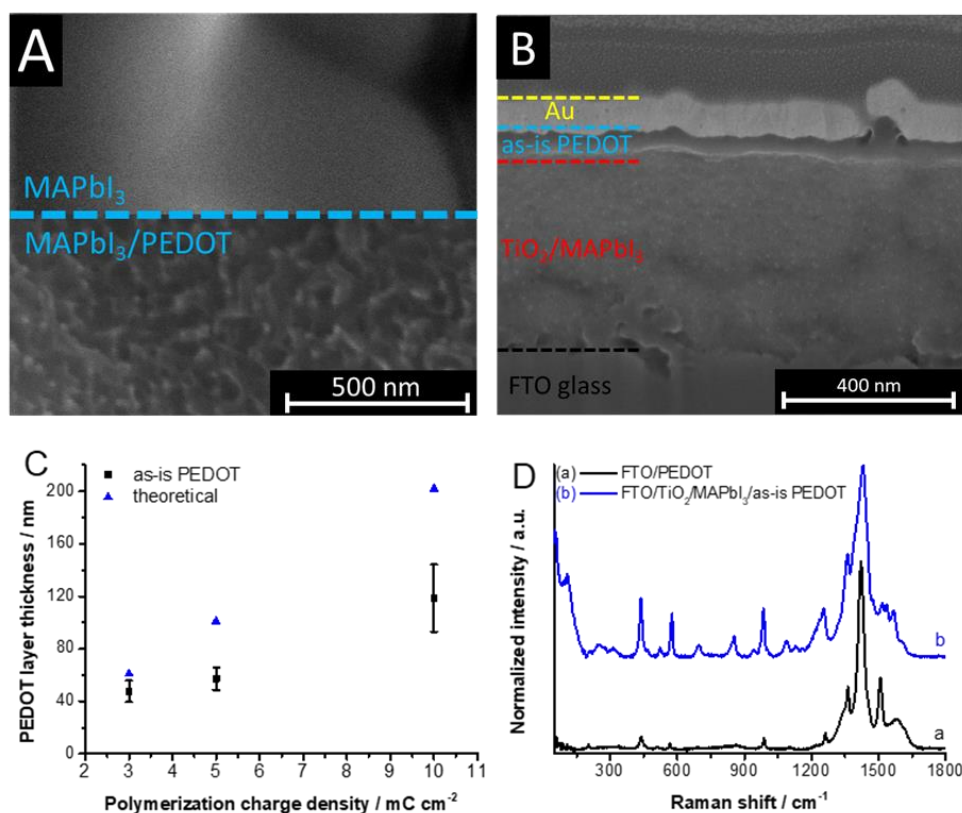 A
MAPbI₃
MAPbI₃/PEDOT
500 nm
B
Au
as-is PEDOT
TiO₂/MAPbI₃
FTO glass
400 nm
C
as-is PEDOT
theoretical
PEDOT layer thickness / nm
200
160
120
80
40
0
2 3 4 5 6 7 8 9 10 11
Polymerization charge density / mC cm⁻²
D
(a) FTO/PEDOT
(b) FTO/TiO₂/MAPbI₃/as-is PEDOT
Normalized intensity / a.u.
b
a
300 600 900 1200 1500 1800
Raman shift / cm⁻¹